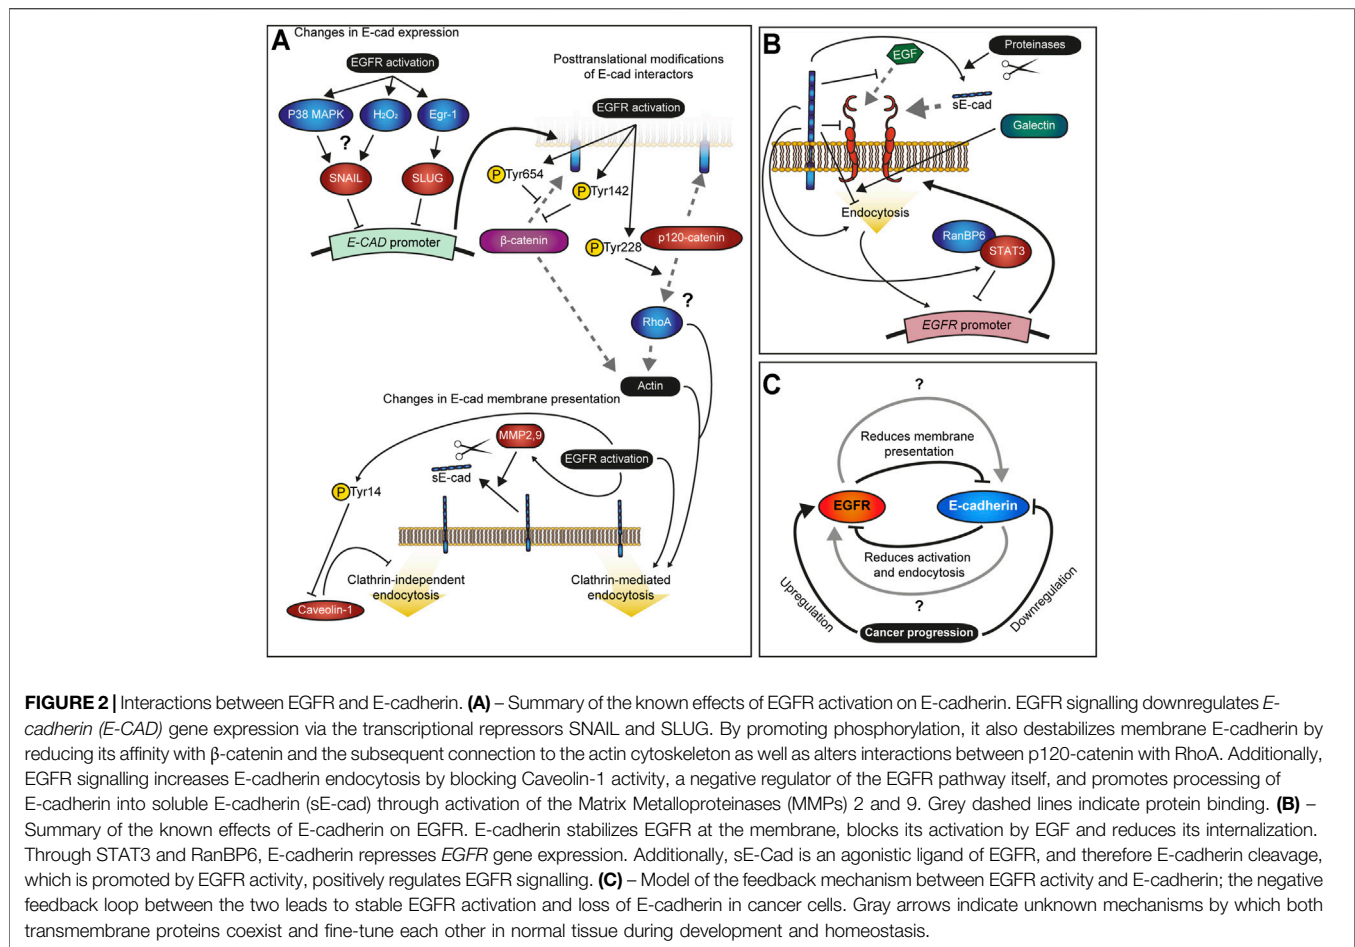 A
Changes in E-cad expression
EGFR activation
P38 MAPK
H₂O₂
Egr-1
?
SNAIL
SLUG
E-CAD promoter
Posttranslational modifications
of E-cad interactors
EGFR activation
P Tyr654
P Tyr142
β-catenin
P Tyr228
p120-catenin
?
RhoA
Actin
Changes in E-cad membrane presentation
MMP2,9
EGFR activation
sE-cad
P Tyr14
Clathrin-independent
endocytosis
Clathrin-mediated
endocytosis
Caveolin-1
B
EGF
Proteinases
sE-cad
Galectin
Endocytosis
RanBP6
STAT3
EGFR promoter
C
?
Reduces membrane
presentation
EGFR
E-cadherin
Reduces activation
and endocytosis
?
Upregulation
Downregulation
Cancer progression
FIGURE 2 | Interactions between EGFR and E-cadherin. (A) – Summary of the known effects of EGFR activation on E-cadherin. EGFR signalling downregulates E-
cadherin (E-CAD) gene expression via the transcriptional repressors SNAIL and SLUG. By promoting phosphorylation, it also destabilizes membrane E-cadherin by
reducing its affinity with β-catenin and the subsequent connection to the actin cytoskeleton as well as alters interactions between p120-catenin with RhoA. Additionally,
EGFR signalling increases E-cadherin endocytosis by blocking Caveolin-1 activity, a negative regulator of the EGFR pathway itself, and promotes processing of
E-cadherin into soluble E-cadherin (sE-cad) through activation of the Matrix Metalloproteinases (MMPs) 2 and 9. Grey dashed lines indicate protein binding. (B) –
Summary of the known effects of E-cadherin on EGFR. E-cadherin stabilizes EGFR at the membrane, blocks its activation by EGF and reduces its internalization.
Through STAT3 and RanBP6, E-cadherin represses EGFR gene expression. Additionally, sE-Cad is an agonistic ligand of EGFR, and therefore E-cadherin cleavage,
which is promoted by EGFR activity, positively regulates EGFR signalling. (C) – Model of the feedback mechanism between EGFR activity and E-cadherin; the negative
feedback loop between the two leads to stable EGFR activation and loss of E-cadherin in cancer cells. Gray arrows indicate unknown mechanisms by which both
transmembrane proteins coexist and fine-tune each other in normal tissue during development and homeostasis.